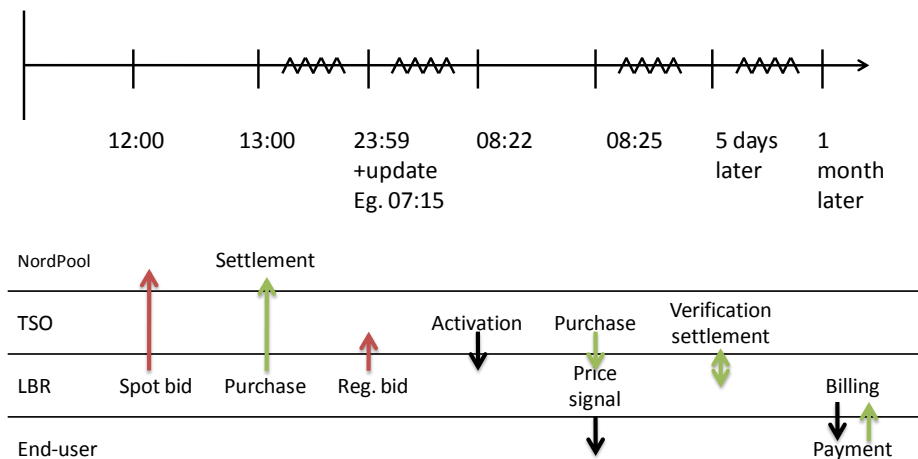 12:00 13:00 23:59 08:22 08:25 5 days 1
+update later month
Eg. 07:15 later
NordPool Settlement
TSO Activation Purchase Verification
settlement
LBR Spot bid Purchase Reg. bid Price Billing
signal
End-user Payment